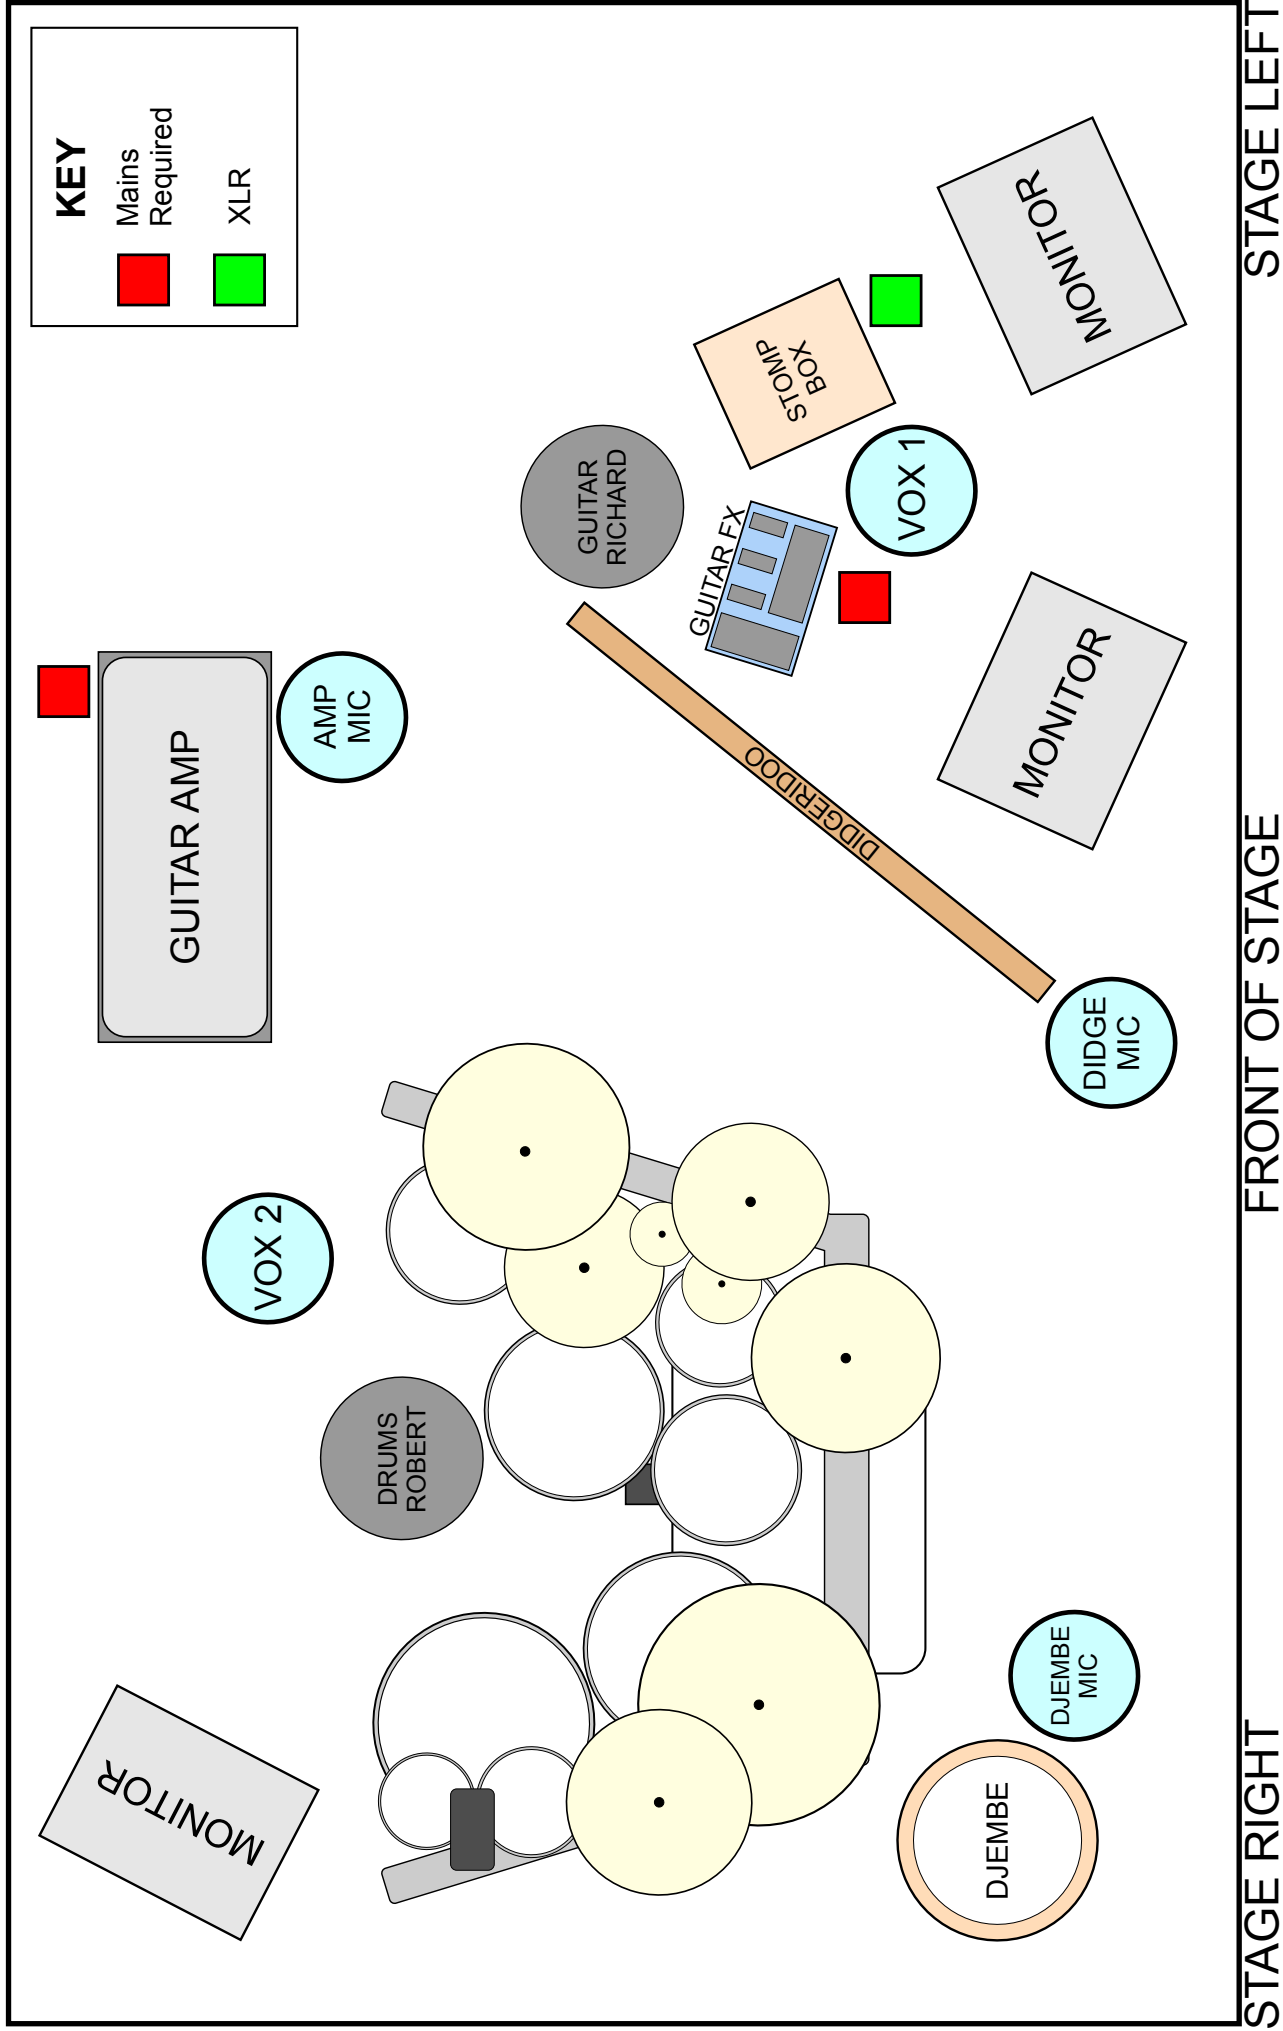 KEY
Mains
Required
XLR
GUITAR AMP
AMP
MIC
VOX 2
MONITOR
DRUMS
ROBERT
GUITAR
RICHARD
GUITAR FX
STOMP
BOX
VOX 1
DIDGERIDOO
MONITOR
MONITOR
DIDGE
MIC
DJEMBE
MIC
DJEMBE
STAGE RIGHT
FRONT OF STAGE
STAGE LEFT